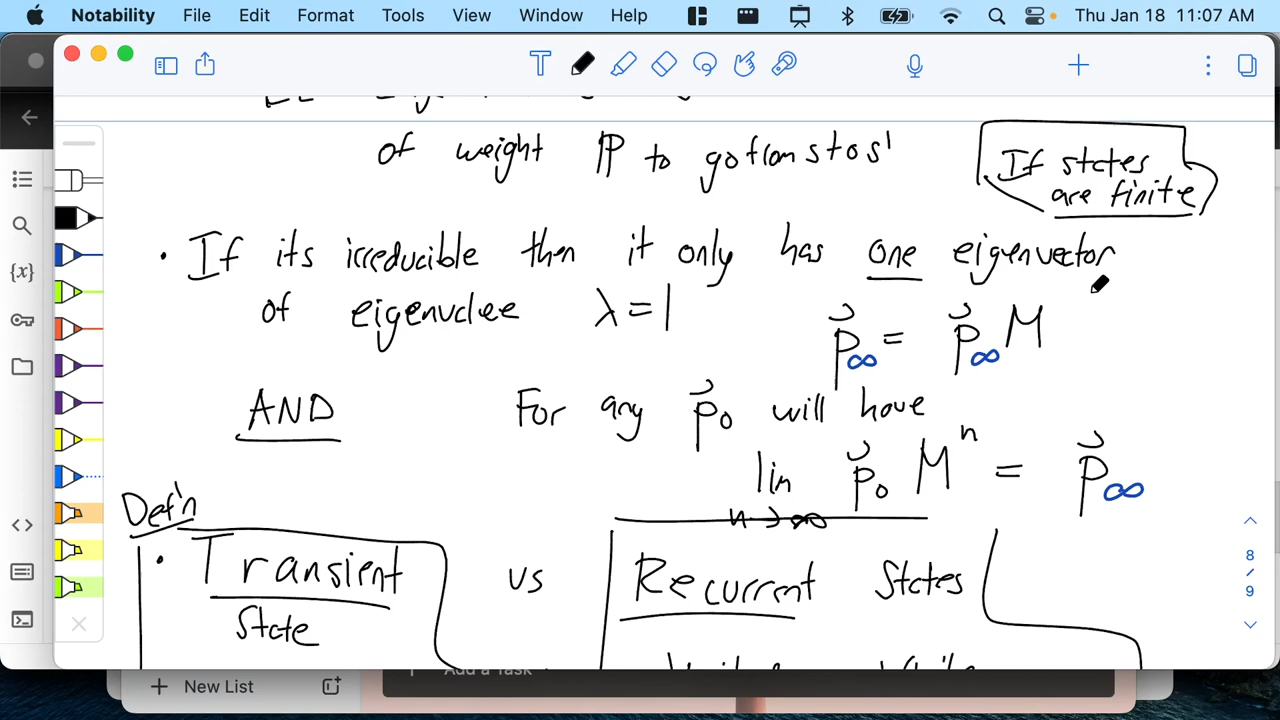 Notability File Edit Format Tools View Window Help Thu Jan 18 11:07 AM
of weight P to go from s to s'
If states
are finite
• If its irreducible then it only has one eigenvector
of eigenvalue λ = 1
p∞ = p∞ M
AND For any p0 will have
lim p0 M^n = p∞
n→∞
Def'n
• Transient vs Recurrent States
State
8
/
9
+ New List
Add a Task